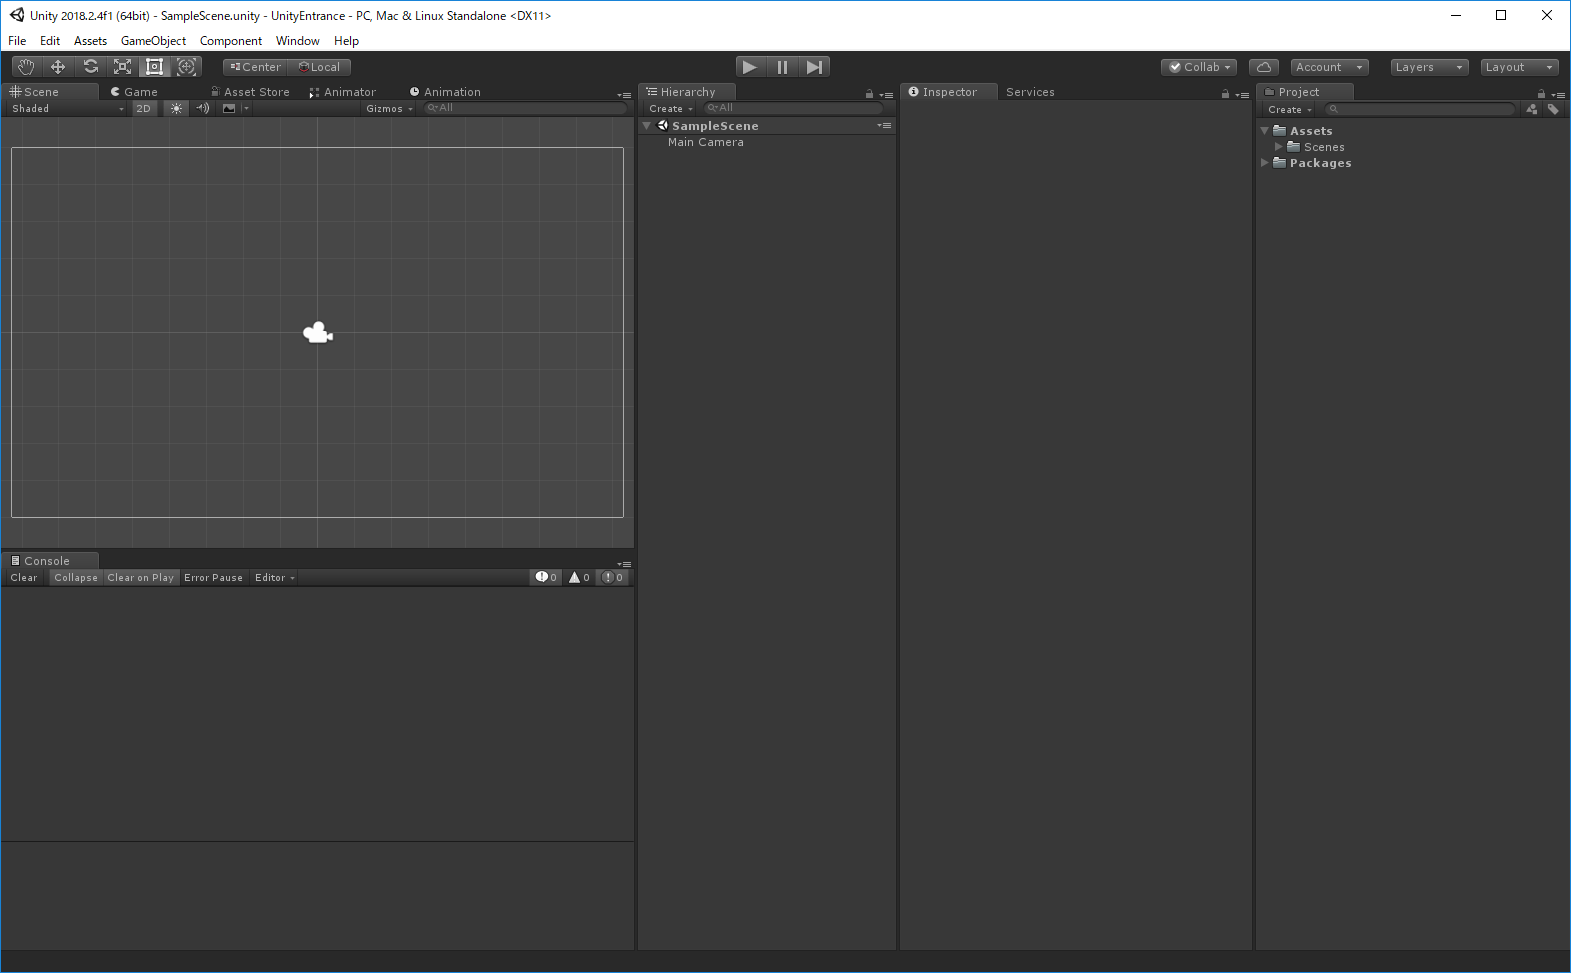 Unity 2018.2.4f1 (64bit) - SampleScene.unity - UnityEntrance - PC, Mac & Linux Standalone <DX11>
File Edit Assets GameObject Component Window Help
Center Local Collab Account Layers Layout
Scene Game Asset Store Animator Animation
Shaded 2D Gizmos All
Hierarchy
Create All
SampleScene
Main Camera
Inspector Services
Project
Create
Assets
Scenes
Packages
Console
Clear Collapse Clear on Play Error Pause Editor 0 0 0